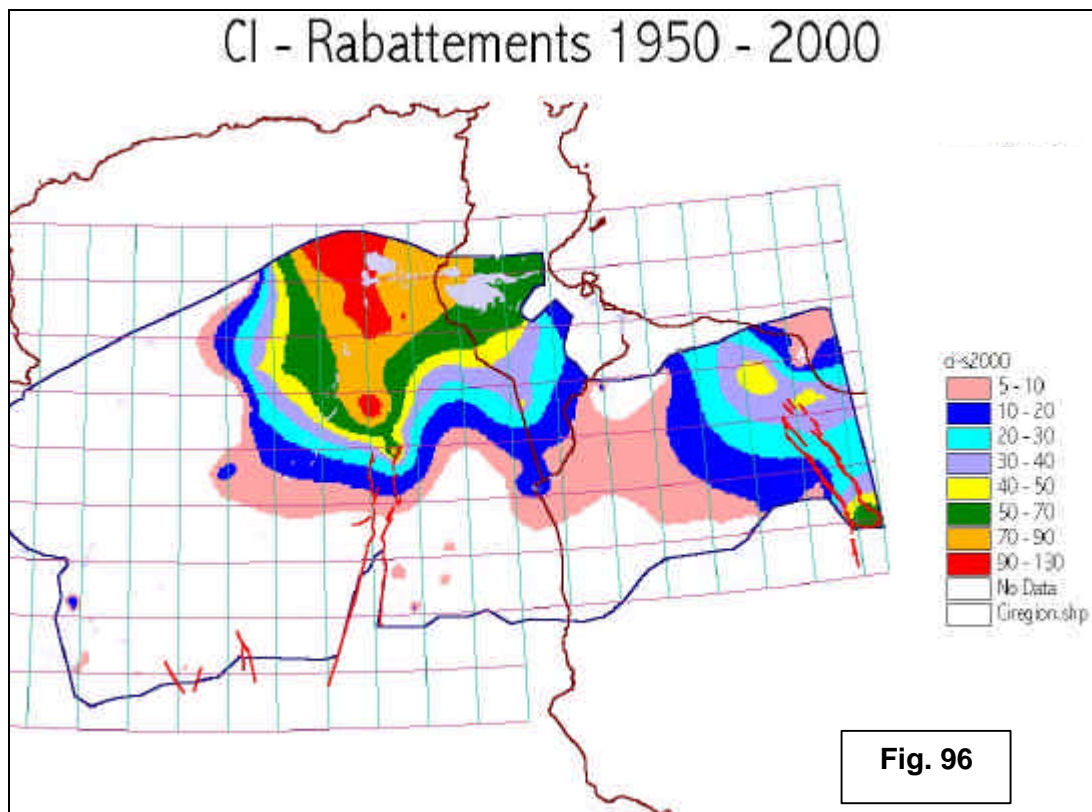 CI - Rabattements 1950 - 2000
ci-s2000
5 - 10
10 - 20
20 - 30
30 - 40
40 - 50
50 - 70
70 - 90
90 - 130
No Data
Ciregion.shp
Fig. 96